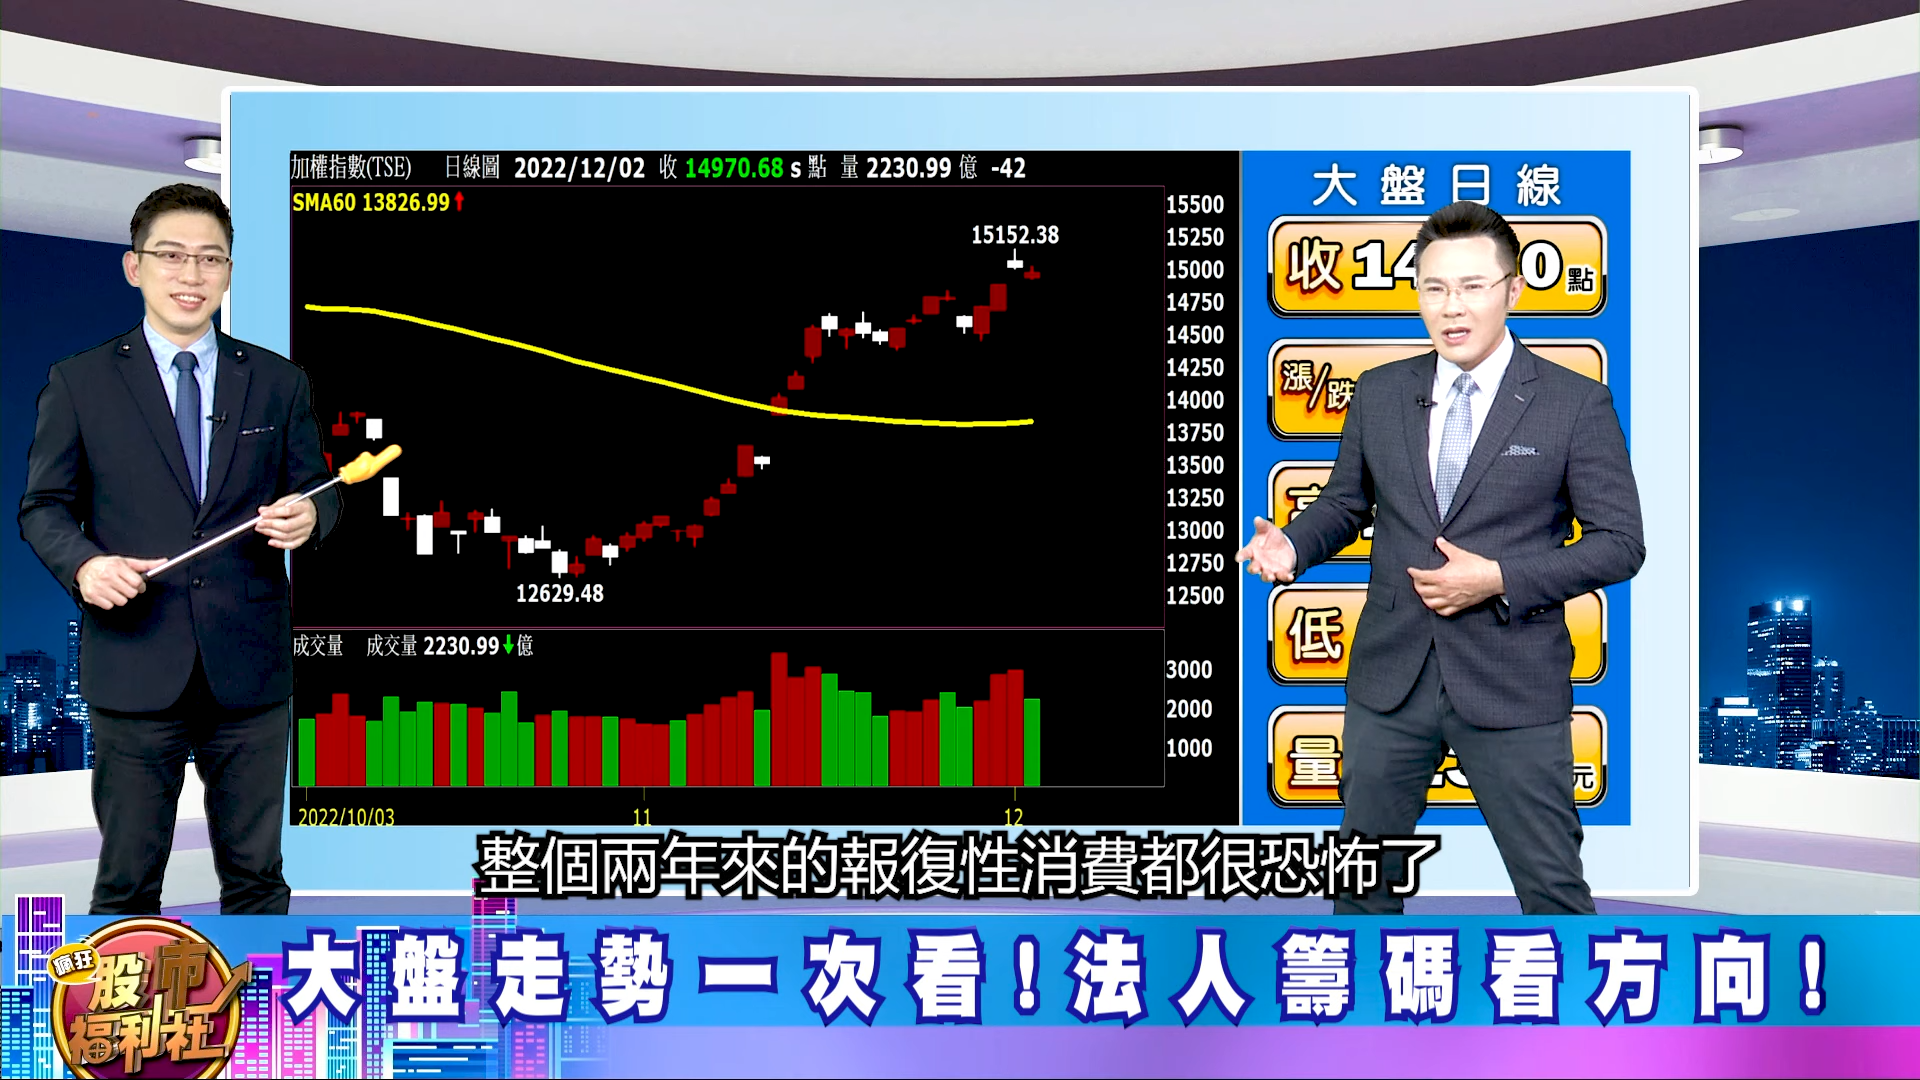 加權指數(TSE) 日線圖 2022/12/02 收 14970.68 s 點 量 2230.99 億 -42
SMA60 13826.99
15152.38
12629.48
15500
15250
15000
14750
14500
14250
14000
13750
13500
13250
13000
12750
12500
成交量 成交量 2230.99 億
3000
2000
1000
2022/10/03 11 12
大盤日線
收 14 0 點
漲/跌
低
量 元
整個兩年來的報復性消費都很恐怖了
瘋狂
股市
福利社
大盤走勢一次看!法人籌碼看方向!